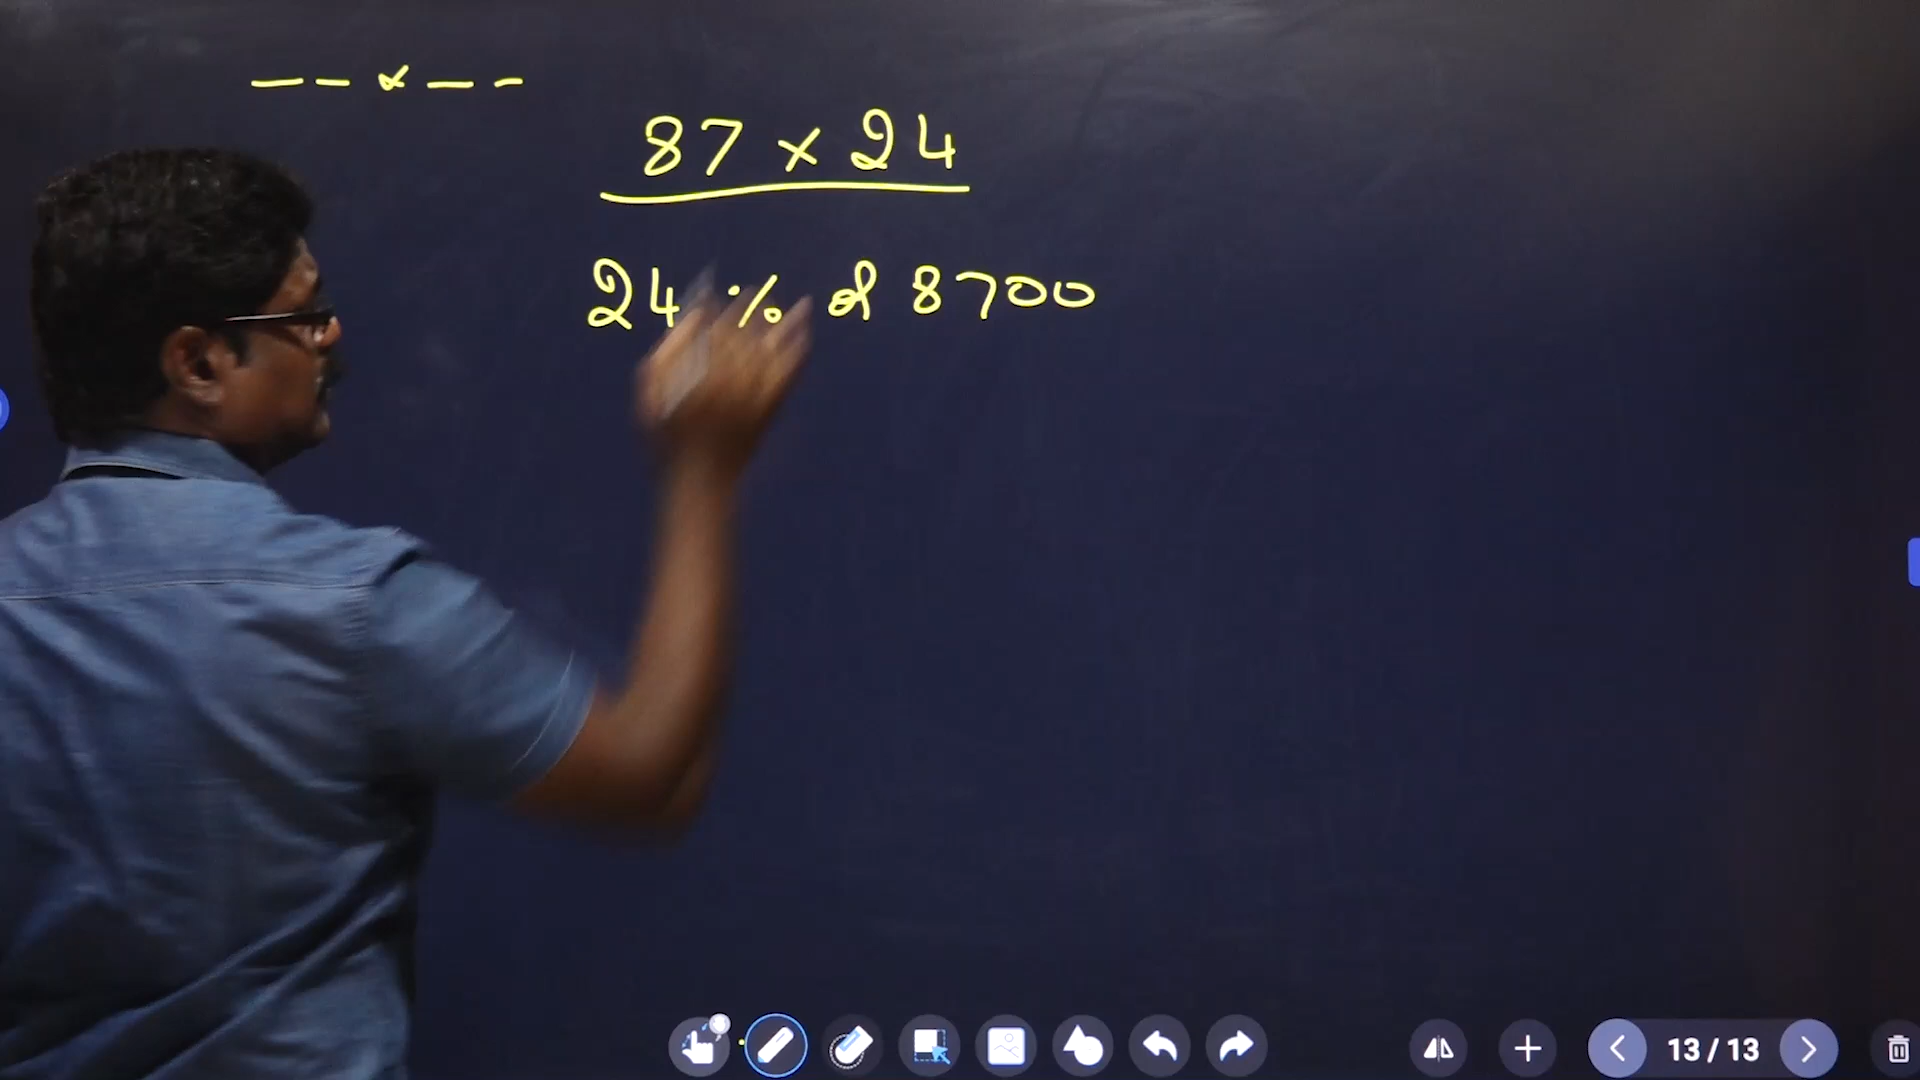 _ _ × _ _
87 × 24
24 % of 8700
13 / 13